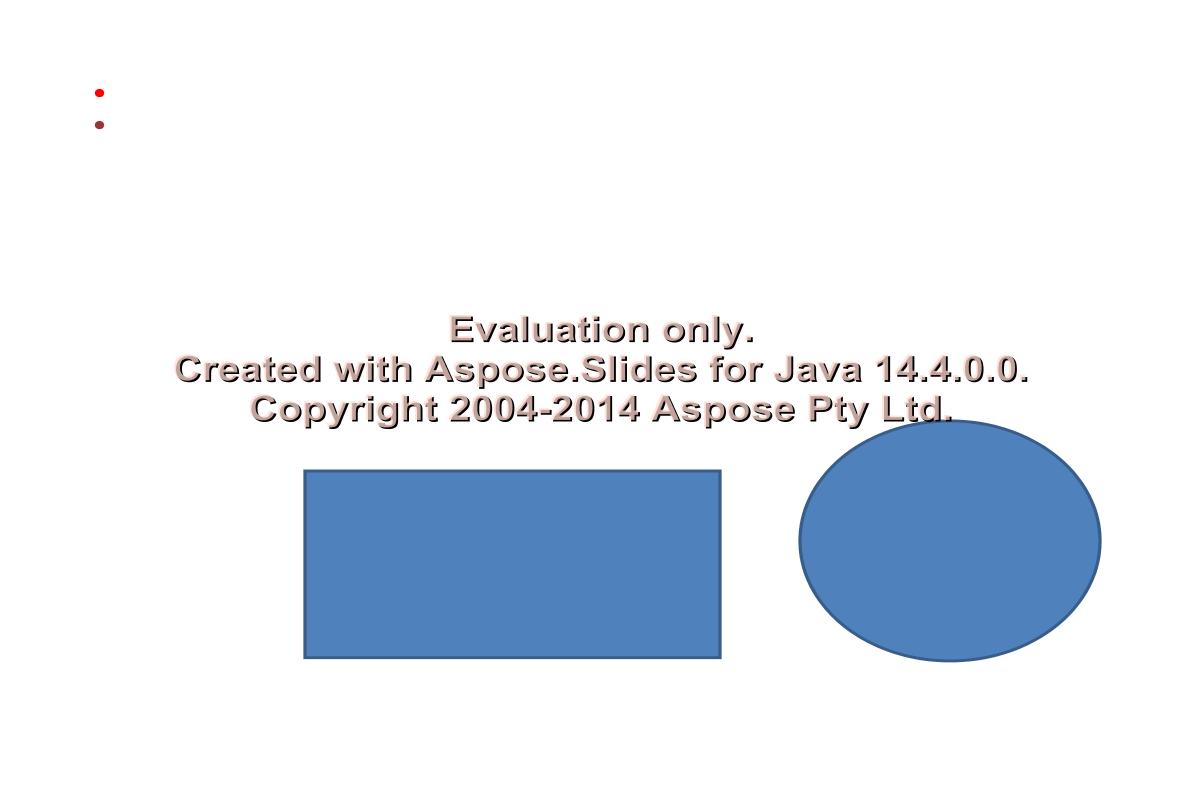 Evaluation only.
Created with Aspose.Slides for Java 14.4.0.0.
Copyright 2004-2014 Aspose Pty Ltd.